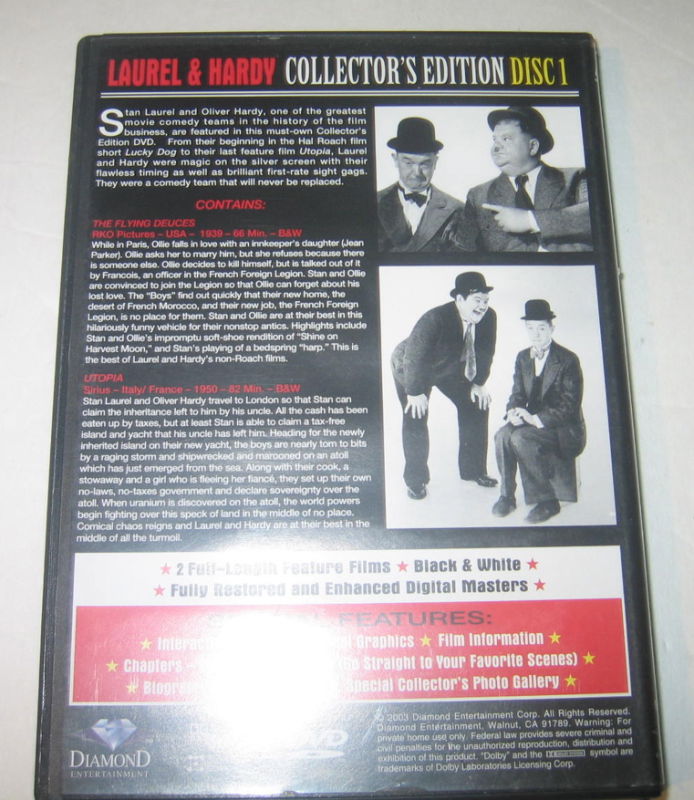 LAUREL & HARDY COLLECTOR'S EDITION DISC 1
Stan Laurel and Oliver Hardy, one of the greatest
movie comedy teams in the history of the film
business, are featured in this must-own Collector's
Edition DVD. From their beginning in the Hal Roach film
short Lucky Dog to their last feature film Utopia, Laurel
and Hardy were magic on the silver screen with their
flawless timing as well as brilliant first-rate sight gags.
They were a comedy team that will never be replaced.
CONTAINS:
THE FLYING DEUCES
RKO Pictures – USA – 1939 – 66 Min. – B&W
While in Paris, Ollie falls in love with an innkeeper's daughter (Jean
Parker). Ollie asks her to marry him, but she refuses because there
is someone else. Ollie decides to kill himself, but is talked out of it
by Francois, an officer in the French Foreign Legion. Stan and Ollie
are convinced to join the Legion so that Ollie can forget about his
lost love. The "Boys" find out quickly that their new home, the
desert of French Morocco, and their new job, the French Foreign
Legion, is no place for them. Stan and Ollie are at their best in this
hilariously funny vehicle for their nonstop antics. Highlights include
Stan and Ollie's impromptu soft-shoe rendition of "Shine on
Harvest Moon," and Stan's playing of a bedspring "harp." This is
the best of Laurel and Hardy's non-Roach films.
UTOPIA
Sirius – Italy/ France – 1950 – 82 Min. – B&W
Stan Laurel and Oliver Hardy travel to London so that Stan can
claim the inheritance left to him by his uncle. All the cash has been
eaten up by taxes, but at least Stan is able to claim a tax-free
island and yacht that his uncle has left him. Heading for the newly
inherited island on their new yacht, the boys are nearly torn to bits
by a raging storm and shipwrecked and marooned on an atoll
which has just emerged from the sea. Along with their cook, a
stowaway and a girl who is fleeing her fiancé, they set up their own
no-laws, no-taxes government and declare sovereignty over the
atoll. When uranium is discovered on the atoll, the world powers
begin fighting over this speck of land in the middle of no place.
Comical chaos reigns and Laurel and Hardy are at their best in the
middle of all the turmoil.
★ 2 Full-Length Feature Films ★ Black & White ★
★ Fully Restored and Enhanced Digital Masters ★
FEATURES:
★ Graphics ★ Film Information ★
★ Chapters – Straight to Your Favorite Scenes) ★
★ Special Collector's Photo Gallery ★
DIAMOND
ENTERTAINMENT
© 2003 Diamond Entertainment Corp. All Rights Reserved.
Diamond Entertainment, Walnut, CA 91789. Warning: For
private home use only. Federal law provides severe criminal and
civil penalties for the unauthorized reproduction, distribution and
exhibition of this product. "Dolby" and the symbol are
trademarks of Dolby Laboratories Licensing Corp.